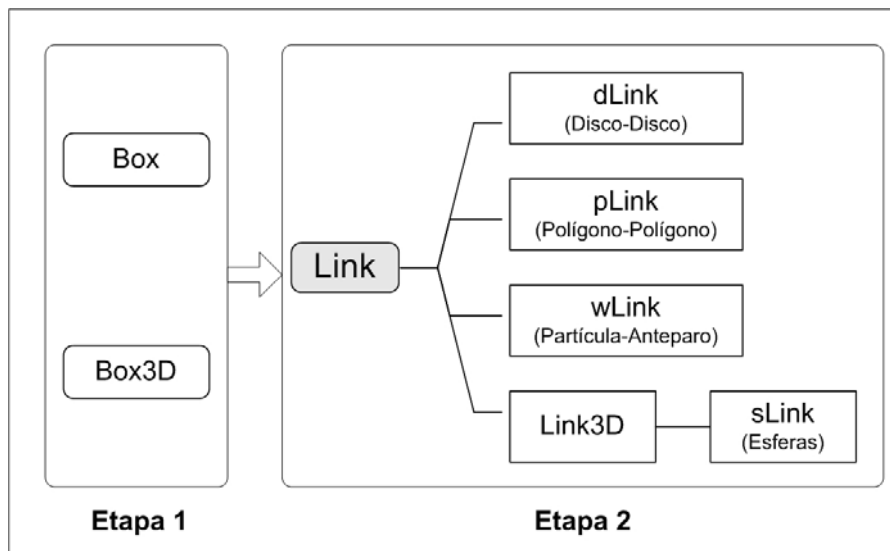 Box
Box3D
Etapa 1
Link
dLink
(Disco-Disco)
pLink
(Polígono-Polígono)
wLink
(Partícula-Anteparo)
Link3D
sLink
(Esferas)
Etapa 2